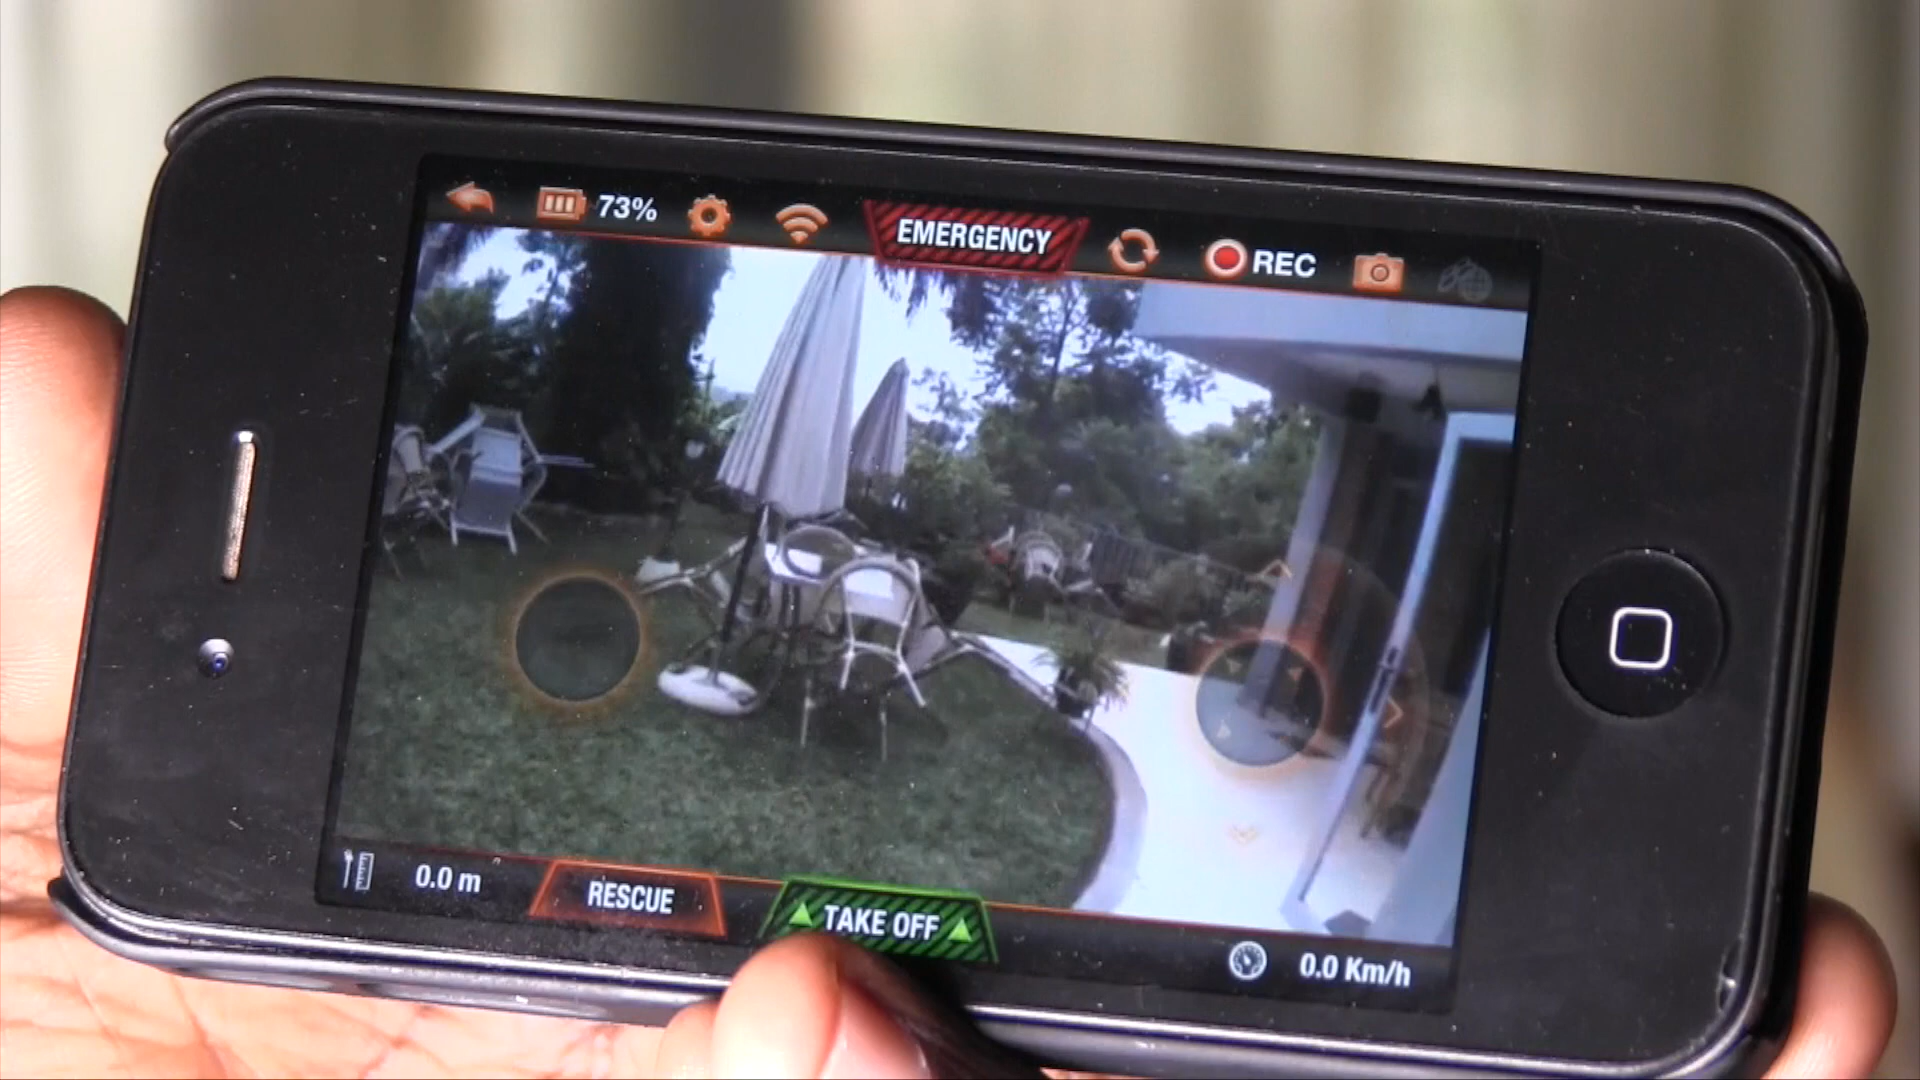 73%
EMERGENCY
REC
0.0 m
RESCUE
TAKE OFF
0.0 Km/h